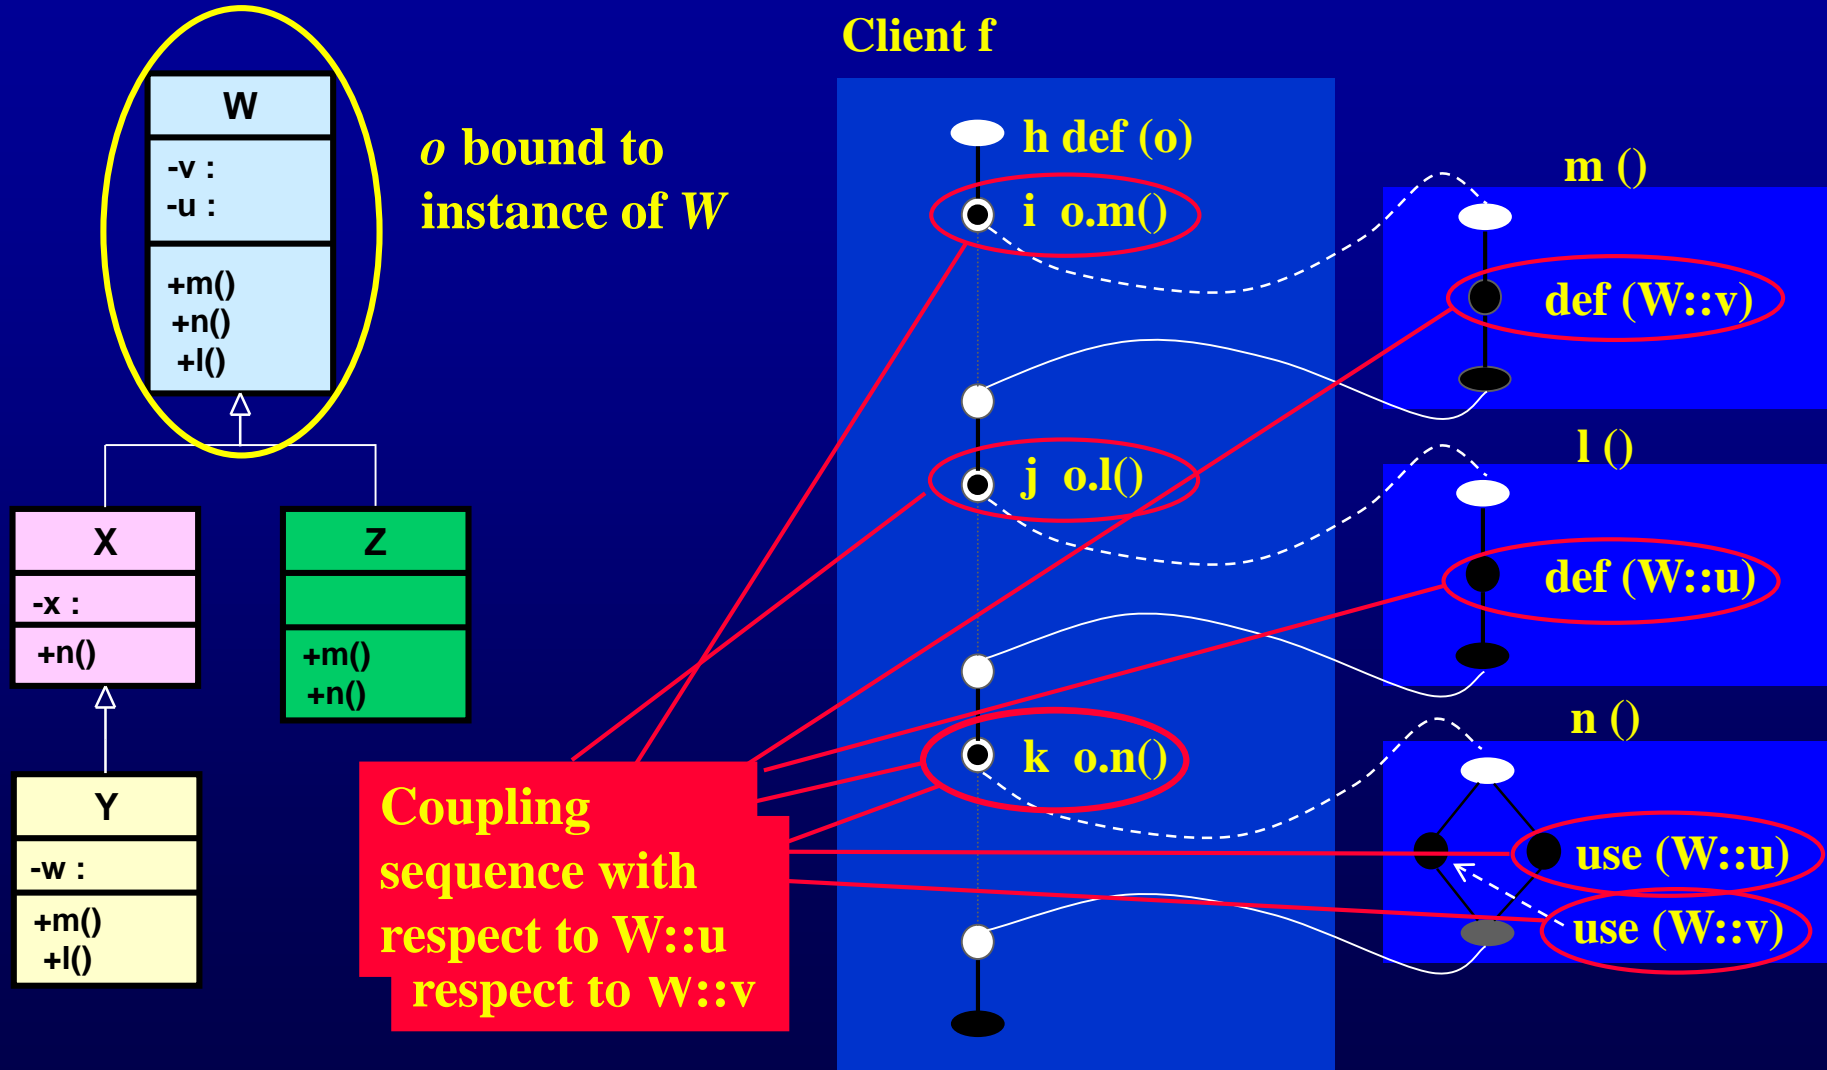 Client f
W
-v :
-u :
+m()
+n()
+l()
o bound to
instance of W
X
-x :
+n()
Z
+m()
+n()
Y
-w :
+m()
+l()
h def (o)
i o.m()
j o.l()
k o.n()
m ()
def (W::v)
l ()
def (W::u)
n ()
use (W::u)
use (W::v)
Coupling
sequence with
respect to W::u
respect to W::v